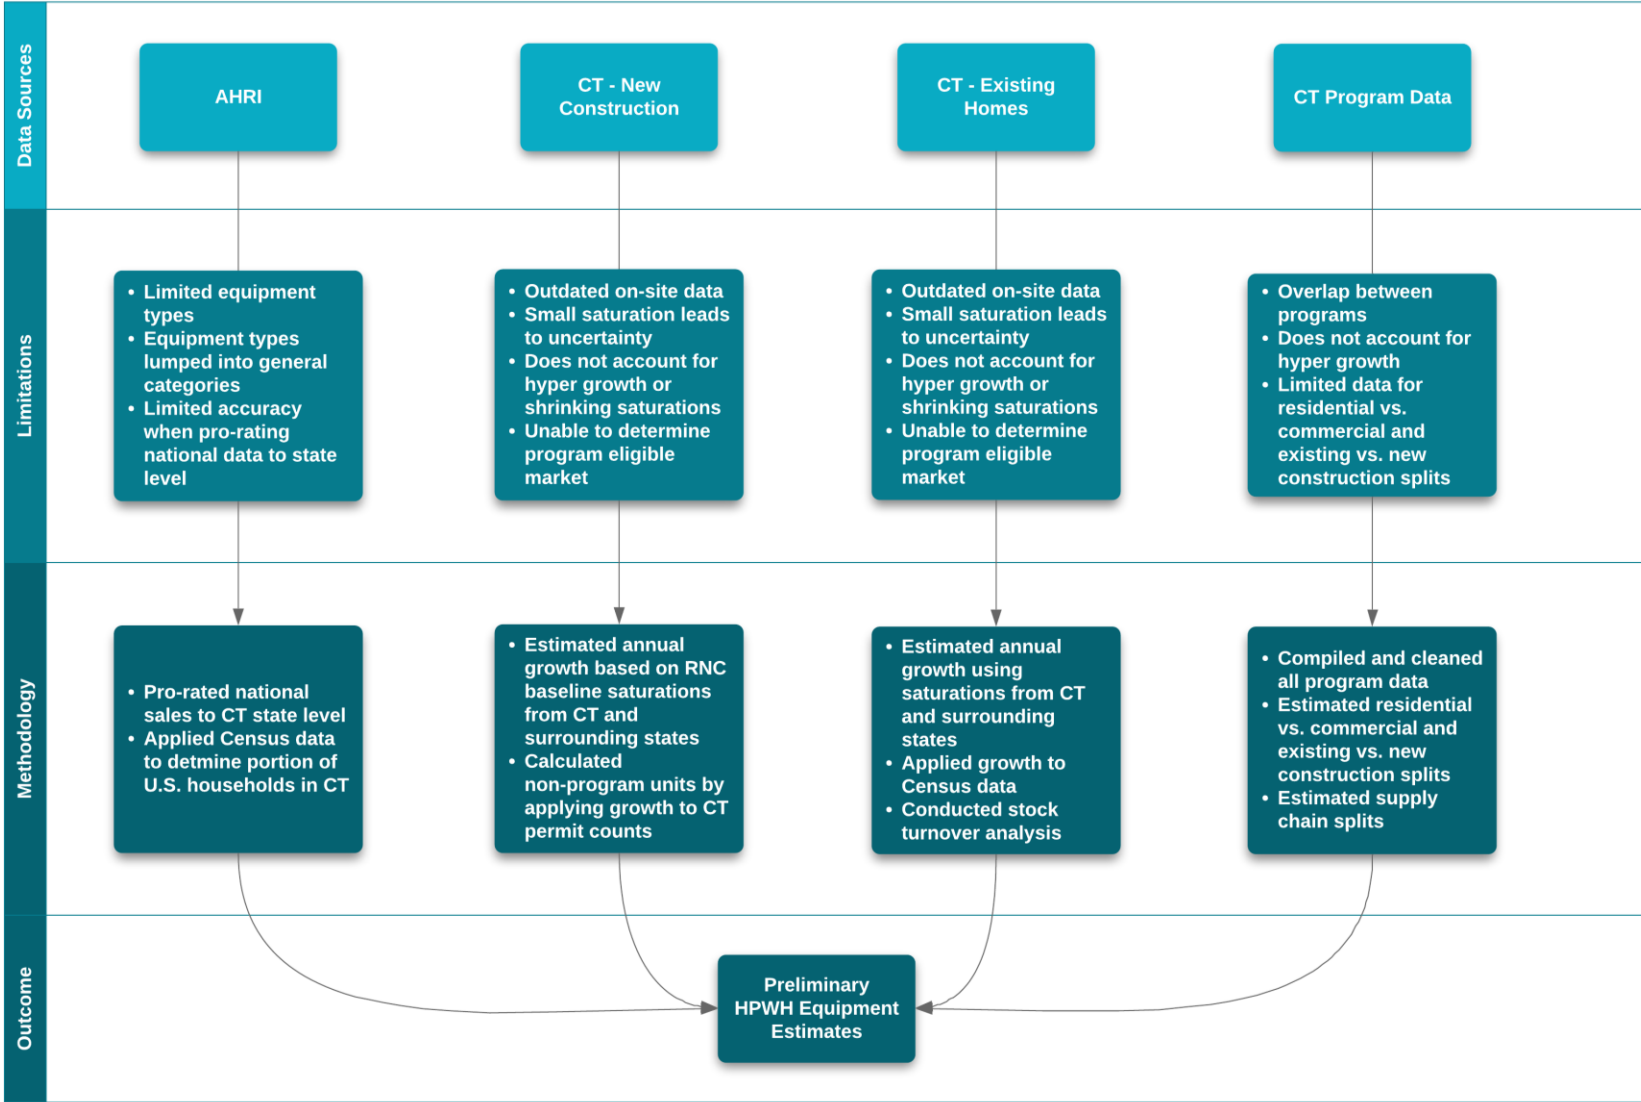 Data Sources
AHRI
CT - New
Construction
CT - Existing
Homes
CT Program Data
Limitations
• Limited equipment
types
• Equipment types
lumped into general
categories
• Limited accuracy
when pro-rating
national data to state
level
• Outdated on-site data
• Small saturation leads
to uncertainty
• Does not account for
hyper growth or
shrinking saturations
• Unable to determine
program eligible
market
• Outdated on-site data
• Small saturation leads
to uncertainty
• Does not account for
hyper growth or
shrinking saturations
• Unable to determine
program eligible
market
• Overlap between
programs
• Does not account for
hyper growth
• Limited data for
residential vs.
commercial and
existing vs. new
construction splits
Methodology
• Pro-rated national
sales to CT state level
• Applied Census data
to detmine portion of
U.S. households in CT
• Estimated annual
growth based on RNC
baseline saturations
from CT and
surrounding states
• Calculated
non-program units by
applying growth to CT
permit counts
• Estimated annual
growth using
saturations from CT
and surrounding
states
• Applied growth to
Census data
• Conducted stock
turnover analysis
• Compiled and cleaned
all program data
• Estimated residential
vs. commercial and
existing vs. new
construction splits
• Estimated supply
chain splits
Outcome
Preliminary
HPWH Equipment
Estimates